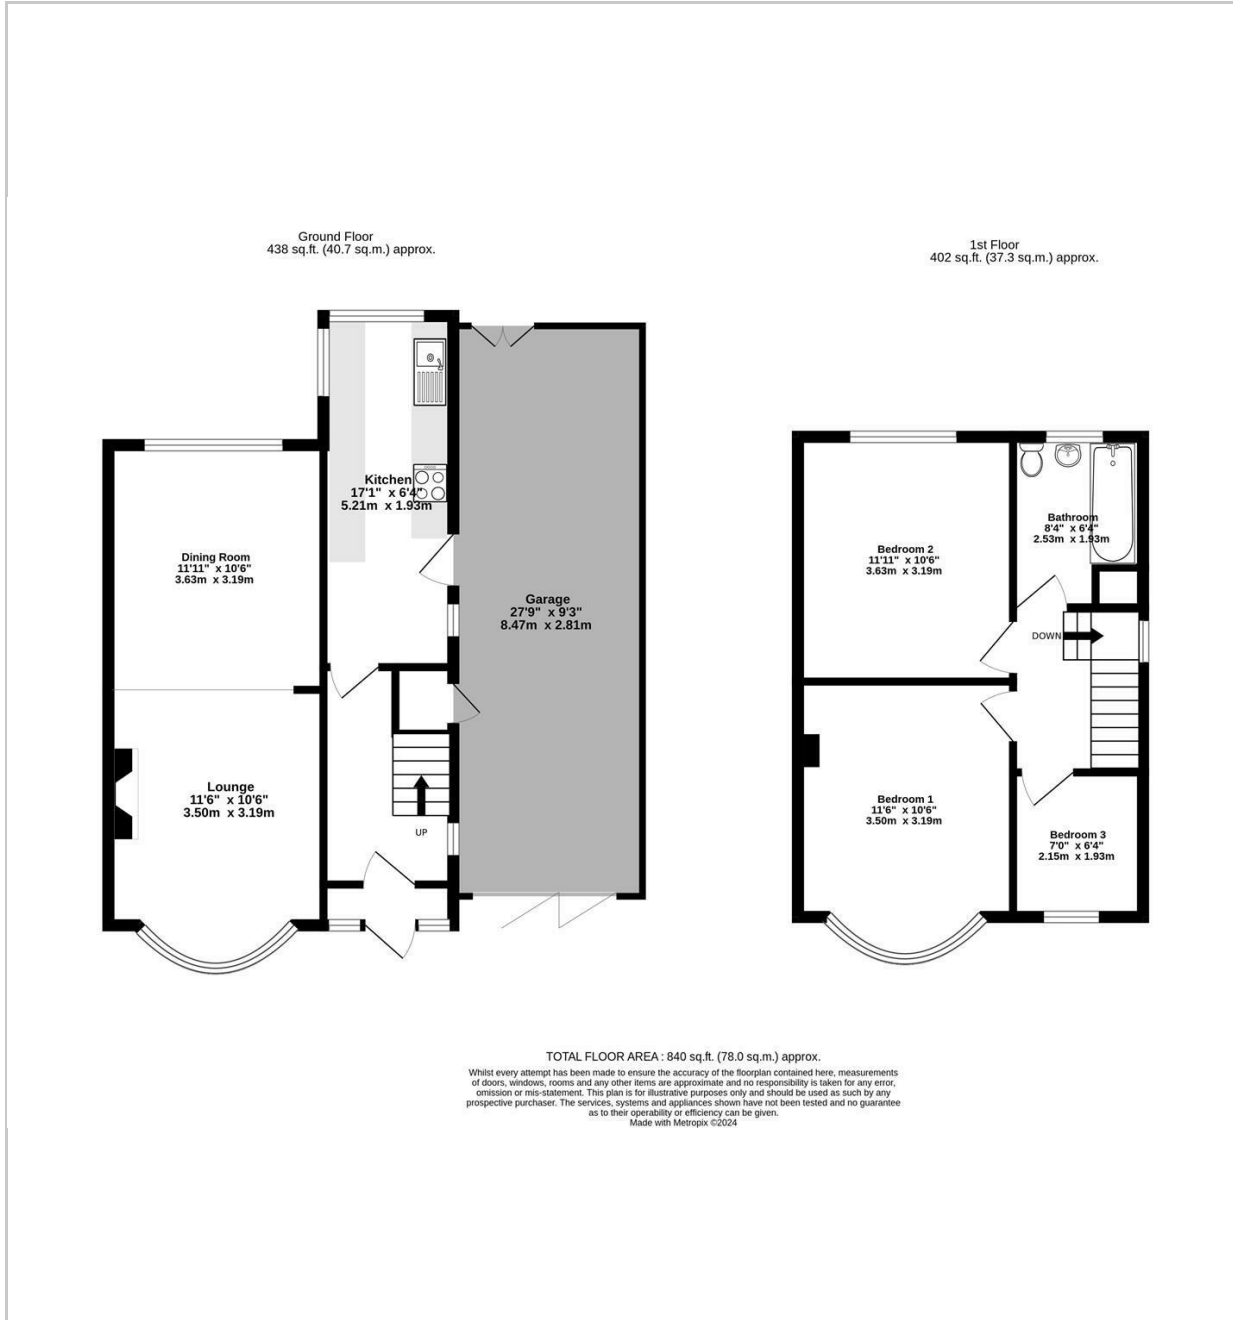 Ground Floor
438 sq.ft. (40.7 sq.m.) approx.
1st Floor
402 sq.ft. (37.3 sq.m.) approx.
Kitchen
17'1" x 6'4"
5.21m x 1.93m
Dining Room
11'11" x 10'6"
3.63m x 3.19m
Garage
27'9" x 9'3"
8.47m x 2.81m
Lounge
11'6" x 10'6"
3.50m x 3.19m
UP
Bathroom
8'4" x 6'4"
2.53m x 1.93m
Bedroom 2
11'11" x 10'6"
3.63m x 3.19m
DOWN
Bedroom 1
11'6" x 10'6"
3.50m x 3.19m
Bedroom 3
7'0" x 6'4"
2.15m x 1.93m
TOTAL FLOOR AREA : 840 sq.ft. (78.0 sq.m.) approx.
Whilst every attempt has been made to ensure the accuracy of the floorplan contained here, measurements
of doors, windows, rooms and any other items are approximate and no responsibility is taken for any error,
omission or mis-statement. This plan is for illustrative purposes only and should be used as such by any
prospective purchaser. The services, systems and appliances shown have not been tested and no guarantee
as to their operability or efficiency can be given.
Made with Metropix ©2024